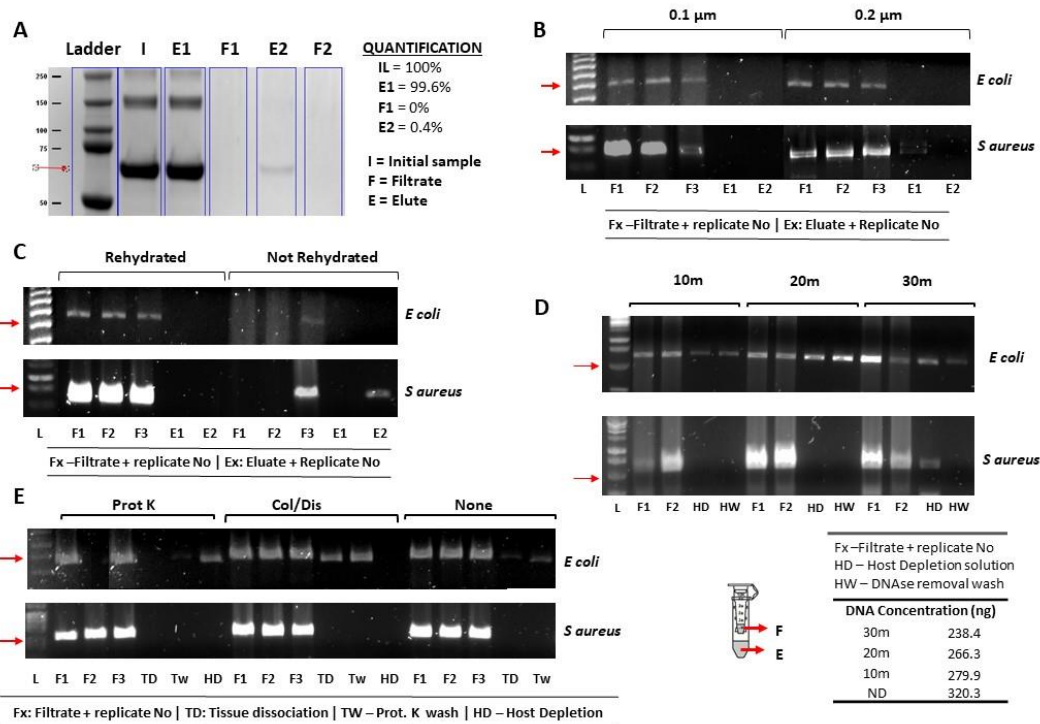 A
Ladder I E1 F1 E2 F2
250
150
100
75
50
QUANTIFICATION
IL = 100%
E1 = 99.6%
F1 = 0%
E2 = 0.4%
I = Initial sample
F = Filtrate
E = Elute
B
0.1 µm 0.2 µm
E coli
S aureus
L F1 F2 F3 E1 E2 F1 F2 F3 E1 E2
Fx –Filtrate + replicate No | Ex: Eluate + Replicate No
C
Rehydrated Not Rehydrated
E coli
S aureus
L F1 F2 F3 E1 E2 F1 F2 F3 E1 E2
Fx –Filtrate + replicate No | Ex: Eluate + Replicate No
D
10m 20m 30m
E coli
S aureus
L F1 F2 HD HW F1 F2 HD HW F1 F2 HD HW
Fx –Filtrate + replicate No
HD – Host Depletion solution
HW – DNAse removal wash
DNA Concentration (ng)
30m 238.4
20m 266.3
10m 279.9
ND 320.3
F
E
E
Prot K Col/Dis None
E coli
S aureus
L F1 F2 F3 TD Tw HD F1 F2 F3 TD Tw HD F1 F2 F3 TD Tw
Fx: Filtrate + replicate No | TD: Tissue dissociation | TW – Prot. K wash | HD – Host Depletion